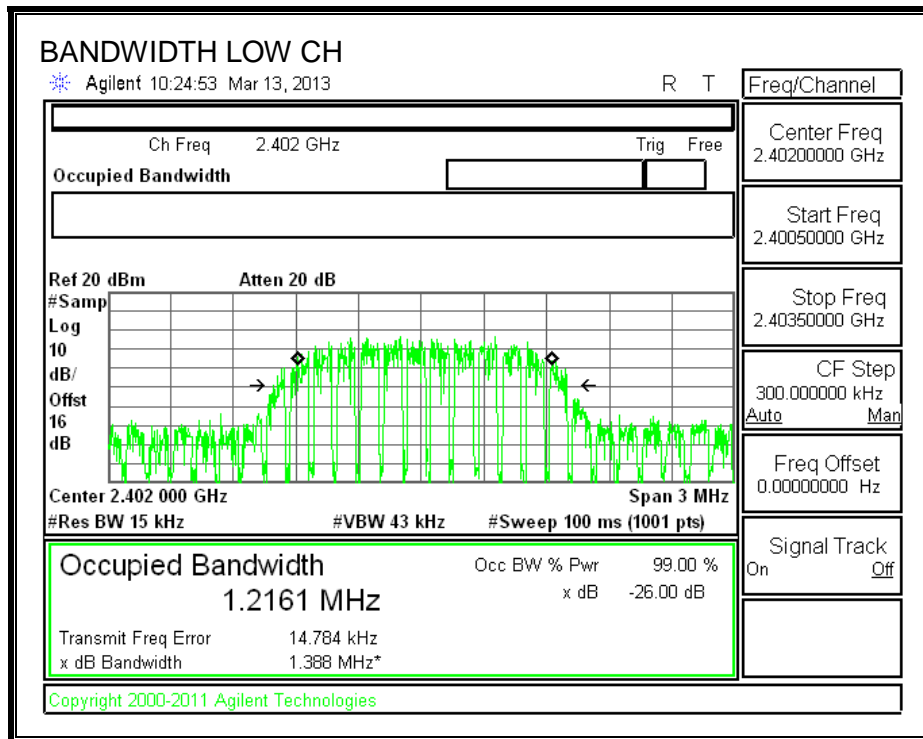 BANDWIDTH LOW CH
Agilent 10:24:53 Mar 13, 2013 R T
Freq/Channel
Ch Freq 2.402 GHz Trig Free
Occupied Bandwidth
Center Freq
2.40200000 GHz
Start Freq
2.40050000 GHz
Stop Freq
2.40350000 GHz
CF Step
300.000000 kHz
Auto Man
Freq Offset
0.00000000 Hz
Signal Track
On Off
Ref 20 dBm Atten 20 dB
#Samp
Log
10
dB/
Offst
16
dB
Center 2.402 000 GHz Span 3 MHz
#Res BW 15 kHz #VBW 43 kHz #Sweep 100 ms (1001 pts)
Occupied Bandwidth Occ BW % Pwr 99.00 %
1.2161 MHz x dB -26.00 dB
Transmit Freq Error 14.784 kHz
x dB Bandwidth 1.388 MHz*
Copyright 2000-2011 Agilent Technologies